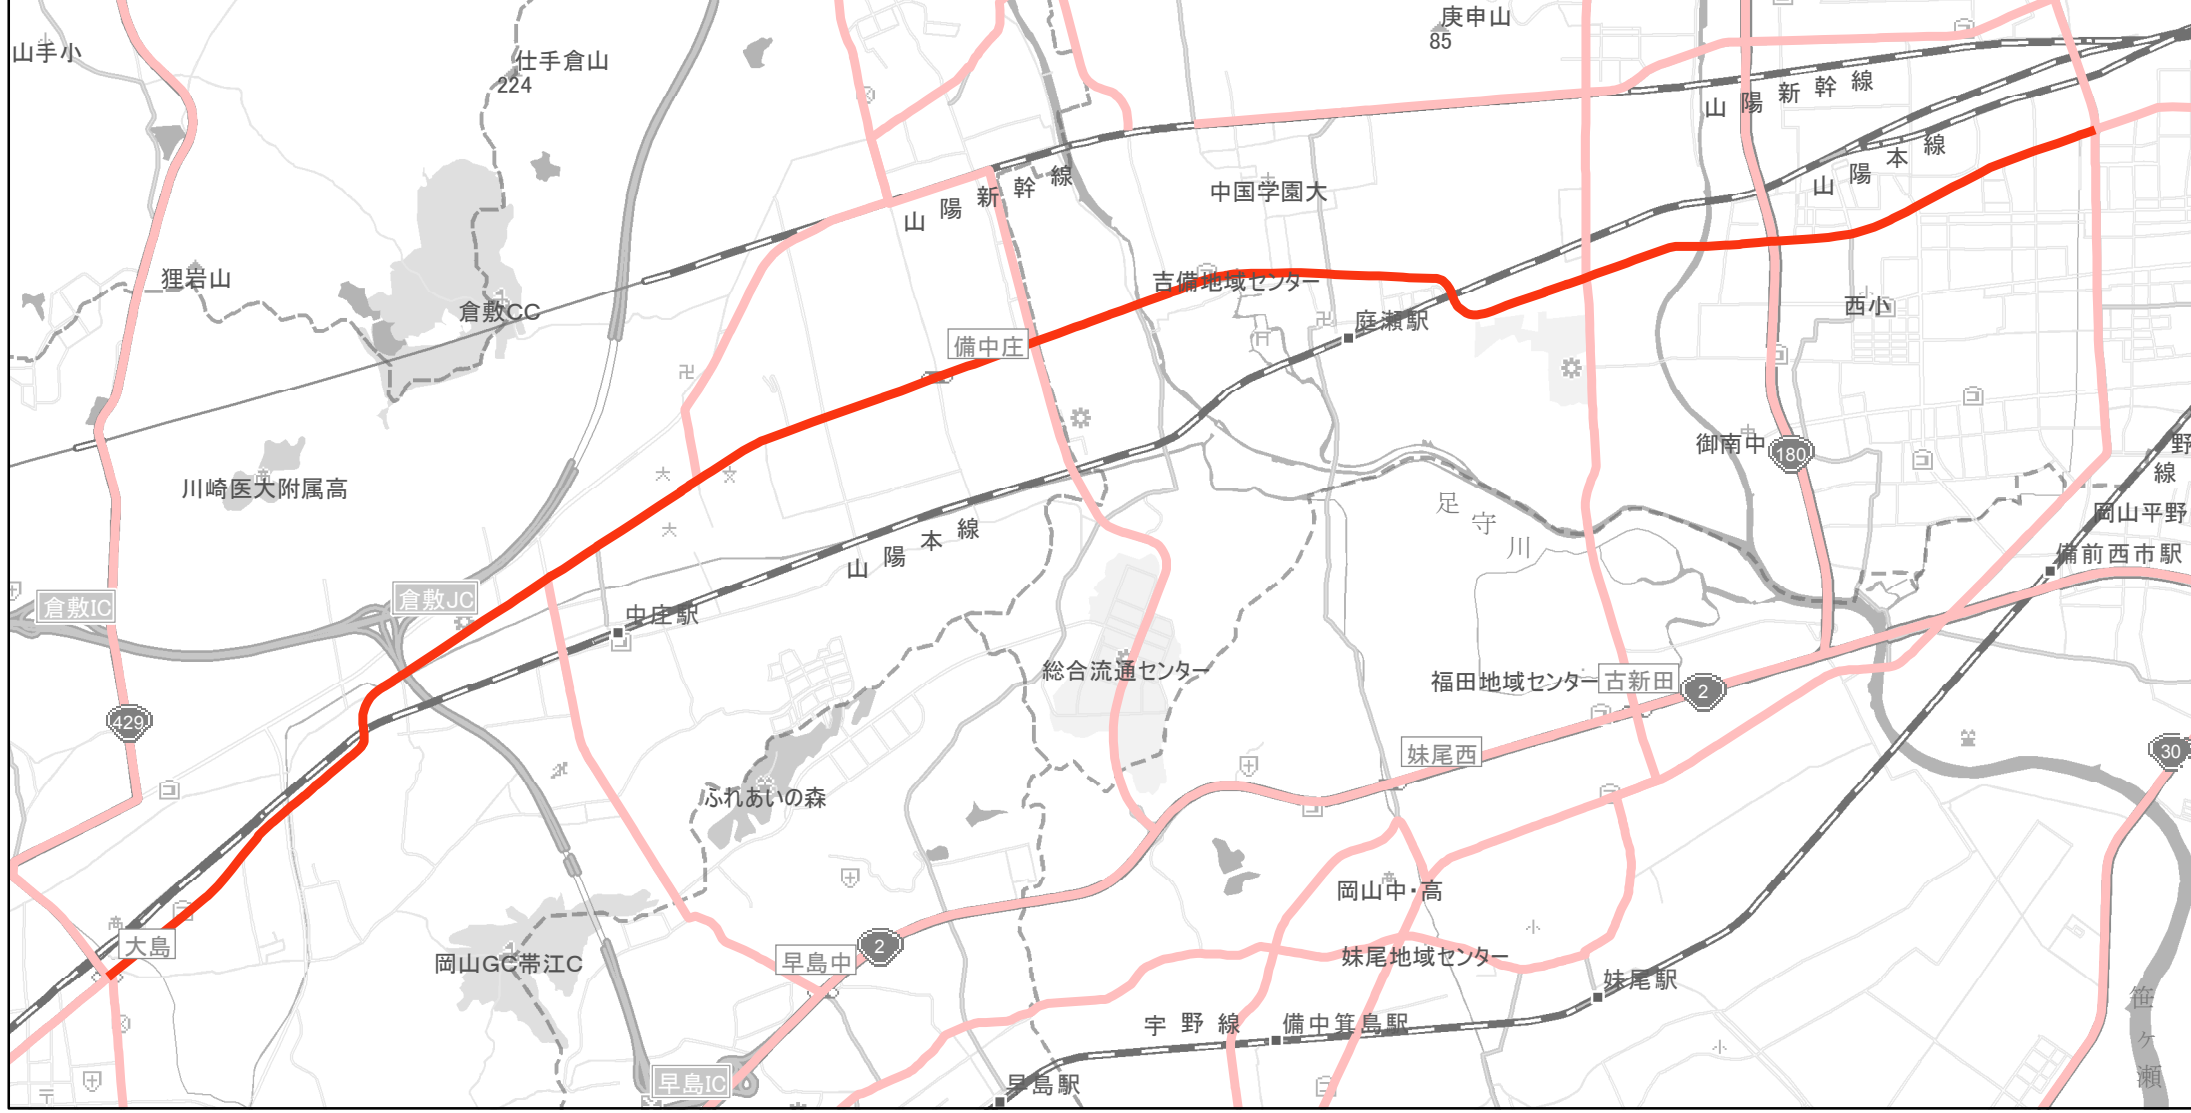 庚申山
85
山手小
仕手倉山
224
山陽新幹線
山陽本線
中国学園大
山陽新幹線
狸岩山
倉敷CC
吉備地域センター
西小
庭瀬駅
備中庄
御南中
180
野
線
川崎医大附属高
足守川
岡山平野
山陽本線
備前西市駅
倉敷IC
倉敷JC
中庄駅
総合流通センター
福田地域センター
古新田
2
429
妹尾西
30
ふれあいの森
岡山中・高
大島
2
早島中
岡山GC帯江C
妹尾地域センター
妹尾駅
笹ヶ瀬
宇野線
備中箕島駅
早島IC
早島駅